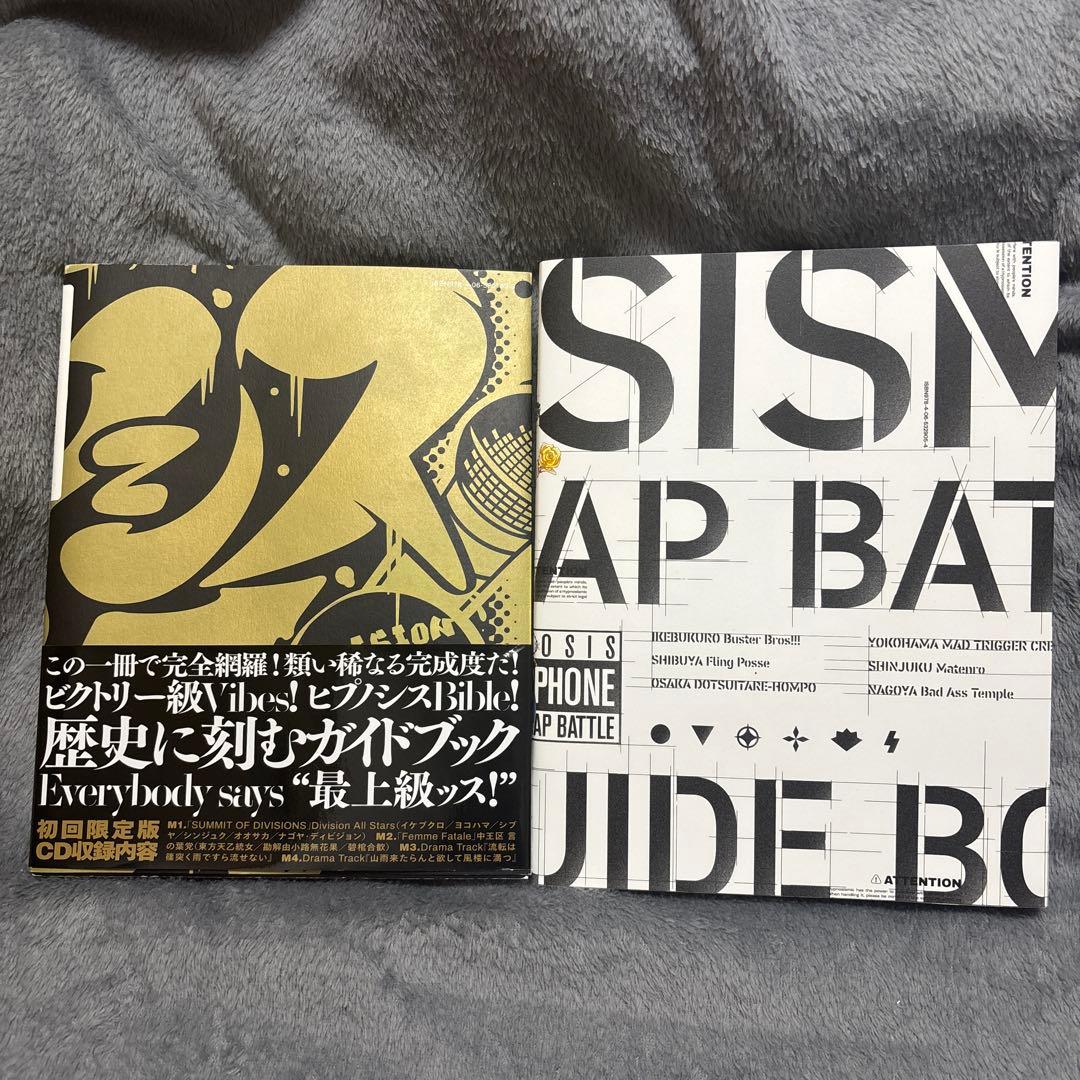 この一冊で完全網羅！類い稀なる完成度だ！
ビクトリー級Vibes！ヒプノシスBible！
歴史に刻むガイドブック
Everybody says “最上級ッス！”
初回限定版
CD収録内容
M1.「SUMMIT OF DIVISIONS」Division All Stars（イケブクロ／ヨコハマ／シブ
ヤ／シンジュク／オオサカ／ナゴヤ・ディビジョン） M2.「Femme Fatale」中王区 言
の葉党（東方天乙統女／勘解由小路無花果／碧棺合歓） M3.Drama Track『流転は
篠突く雨ですら流せない』 M4.Drama Track『山雨来たらんと欲して風楼に満つ』
TENTION
SISM
ISBN978-4-06-522905-4
AP BAT
TENTION
OSIS
PHONE
AP BATTLE
IKEBUKURO Buster Bros!!!
SHIBUYA Fling Posse
OSAKA DOTSUITARE-HOMPO
YOKOHAMA MAD TRIGGER CRE
SHINJUKU Matenro
NAGOYA Bad Ass Temple
UIDE BO
ATTENTION